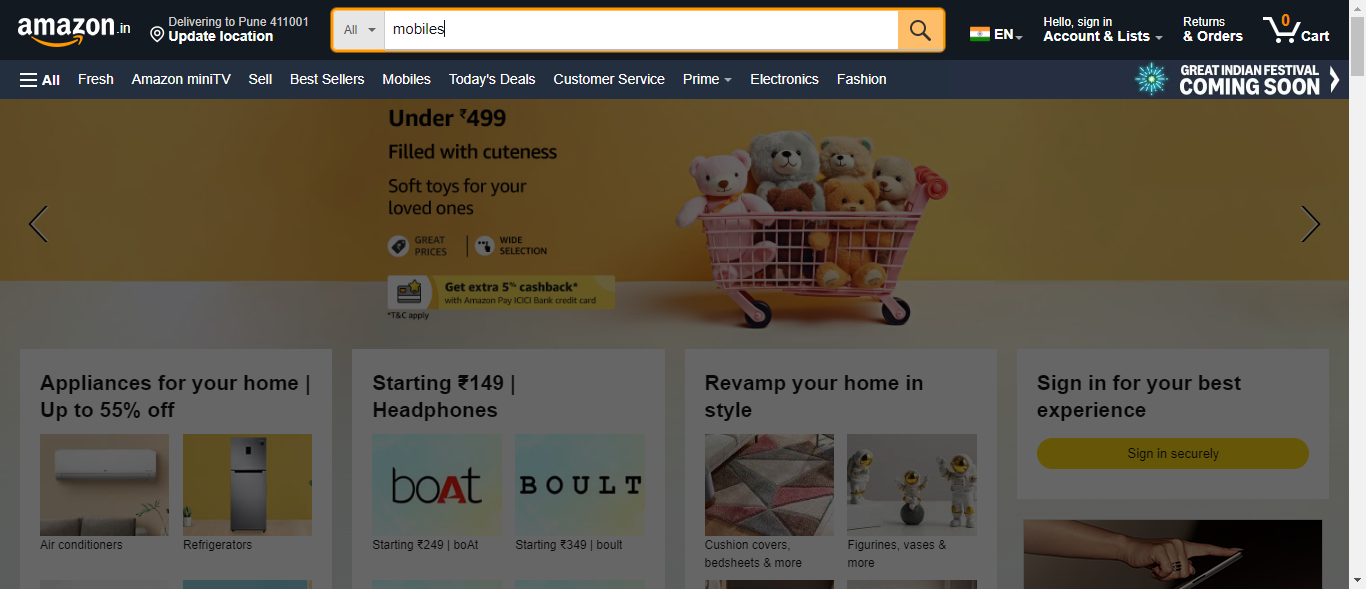 amazon.in
Delivering to Pune 411001
Update location
All
mobiles
EN
Hello, sign in
Account & Lists
Returns
& Orders
0
Cart
All
Fresh
Amazon miniTV
Sell
Best Sellers
Mobiles
Today's Deals
Customer Service
Prime
Electronics
Fashion
GREAT INDIAN FESTIVAL
COMING SOON
Under ₹499
Filled with cuteness
Soft toys for your
loved ones
GREAT
PRICES
WIDE
SELECTION
Get extra 5% cashback*
with Amazon Pay ICICI Bank credit card
*T&C apply
Appliances for your home |
Up to 55% off
Air conditioners
Refrigerators
Starting ₹149 |
Headphones
boAt
BOULT
Starting ₹249 | boAt
Starting ₹349 | boult
Revamp your home in
style
Cushion covers,
bedsheets & more
Figurines, vases &
more
Sign in for your best
experience
Sign in securely